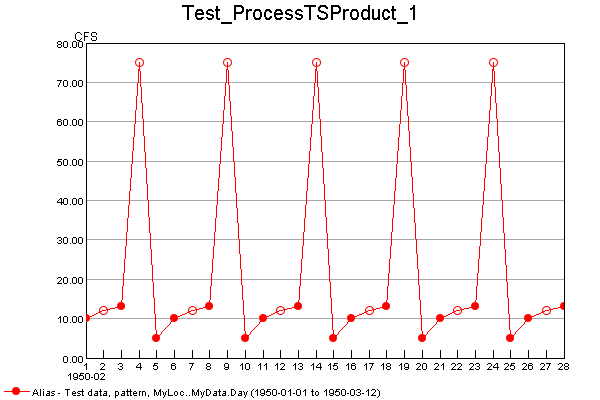 Test_ProcessTSProduct_1
CFS
80.00
70.00
60.00
50.00
40.00
30.00
20.00
10.00
0.00
1 2 3 4 5 6 7 8 9 10 11 12 13 14 15 16 17 18 19 20 21 22 23 24 25 26 27 28
1950-02
Alias - Test data, pattern, MyLoc..MyData.Day (1950-01-01 to 1950-03-12)